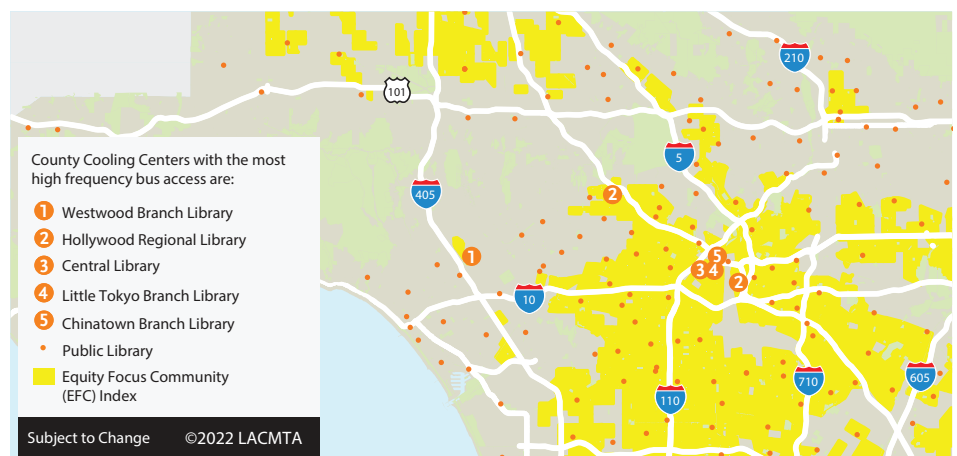 County Cooling Centers with the most
high frequency bus access are:
1 Westwood Branch Library
2 Hollywood Regional Library
3 Central Library
4 Little Tokyo Branch Library
5 Chinatown Branch Library
Public Library
Equity Focus Community
(EFC) Index
Subject to Change ©2022 LACMTA
101
210
5
405
2
1
5
3
4
2
10
110
710
605